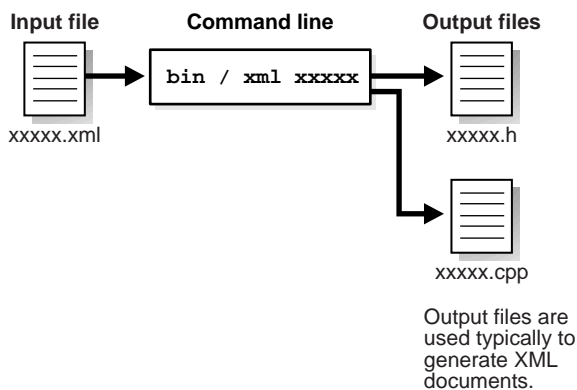 Input file
Command line
Output files
bin / xml xxxxx
xxxxx.xml
xxxxx.h
xxxxx.cpp
Output files are
used typically to
generate XML
documents.